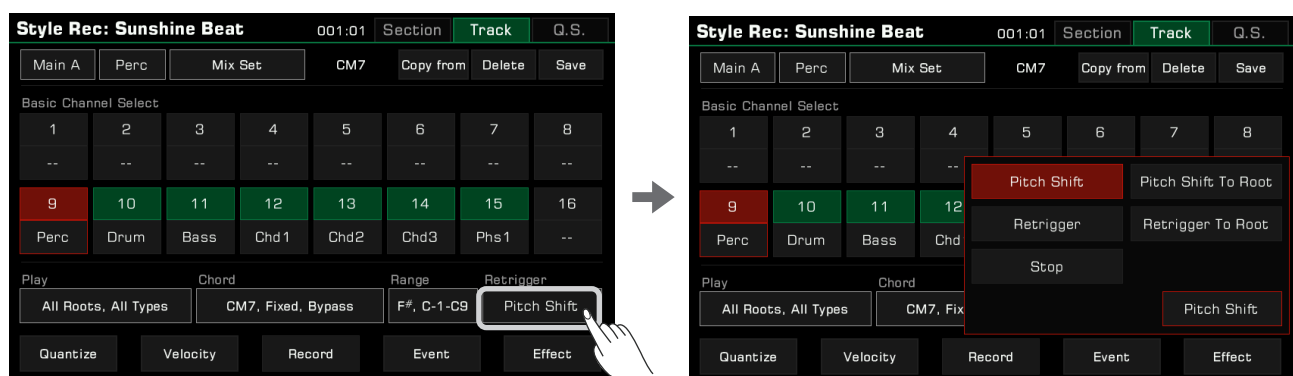 Style Rec: Sunshine Beat 001:01 Section Track Q.S.
Main A Perc Mix Set CM7 Copy from Delete Save
Basic Channel Select
1 2 3 4 5 6 7 8
-- -- -- -- -- -- -- --
9 10 11 12 13 14 15 16
Perc Drum Bass Chd1 Chd2 Chd3 Phs1 --
Play Chord Range Retrigger
All Roots, All Types CM7, Fixed, Bypass F#, C-1-C9 Pitch Shift
Quantize Velocity Record Event Effect
Style Rec: Sunshine Beat 001:01 Section Track Q.S.
Main A Perc Mix Set CM7 Copy from Delete Save
Basic Channel Select
1 2 3 4 5 6 7 8
-- -- -- --
Pitch Shift Pitch Shift To Root
9 10 11 12
Retrigger Retrigger To Root
Perc Drum Bass Chd
Stop
Play Chord
All Roots, All Types CM7, Fix
Pitch Shift
Quantize Velocity Record Event Effect